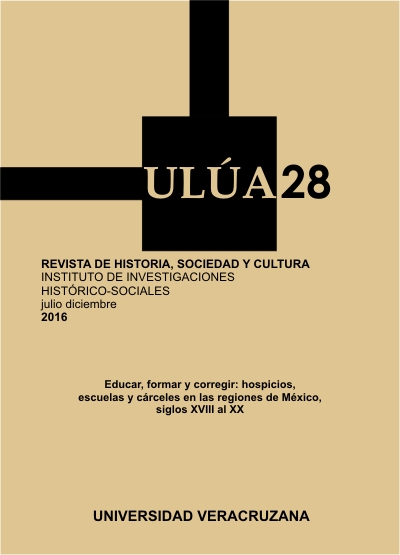 ULÚA28
REVISTA DE HISTORIA, SOCIEDAD Y CULTURA
INSTITUTO DE INVESTIGACIONES
HISTÓRICO-SOCIALES
julio diciembre
2016
Educar, formar y corregir: hospicios,
escuelas y cárceles en las regiones de México,
siglos XVIII al XX
UNIVERSIDAD VERACRUZANA